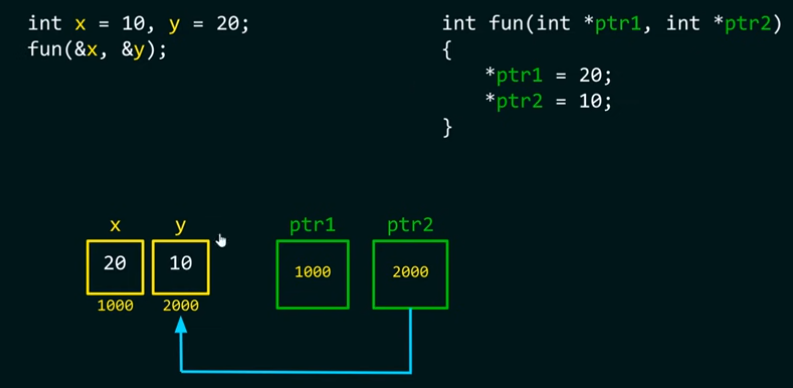 int x = 10, y = 20;
fun(&x, &y);
int fun(int *ptr1, int *ptr2)
{
*ptr1 = 20;
*ptr2 = 10;
}
x y ptr1 ptr2
20 10 1000 2000
1000 2000